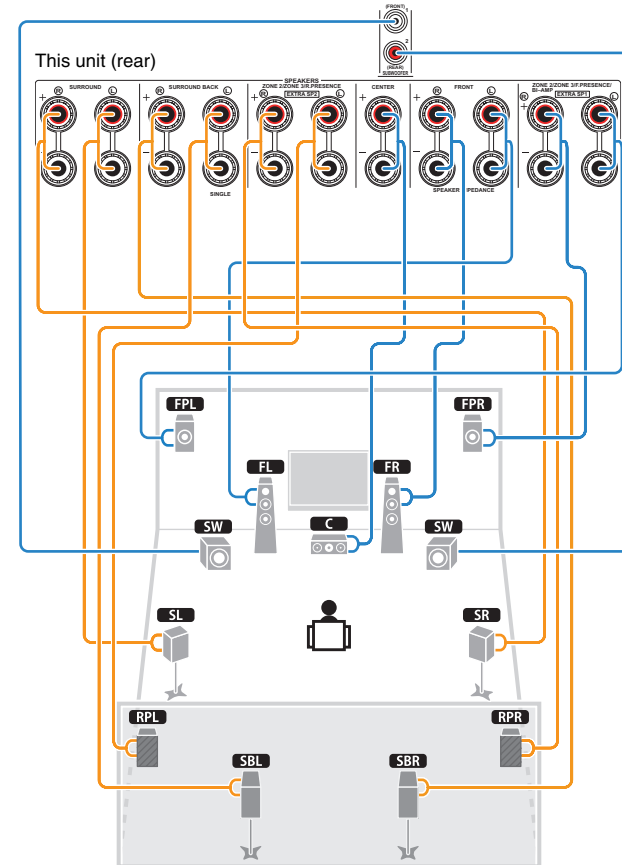 (FRONT)
1
2
(REAR)
SUBWOOFER
This unit (rear)
SPEAKERS
SURROUND
SURROUND BACK
ZONE 2/ZONE 3/R.PRESENCE
EXTRA SP2
CENTER
FRONT
ZONE 2/ZONE 3/F.PRESENCE/
BI-AMP
EXTRA SP1
+ R L + R L + R L + + R L R + L
– – – – – –
SINGLE
SPEAKER IMPEDANCE
FPL FPR
FL FR
SW C SW
SL SR
RPL RPR
SBL SBR